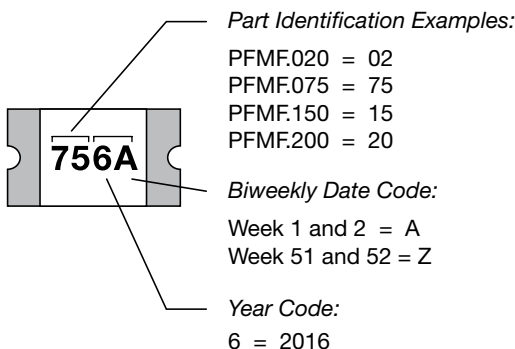 Part Identification Examples:
PFMF.020 = 02
PFMF.075 = 75
PFMF.150 = 15
PFMF.200 = 20
756A
Biweekly Date Code:
Week 1 and 2 = A
Week 51 and 52 = Z
Year Code:
6 = 2016